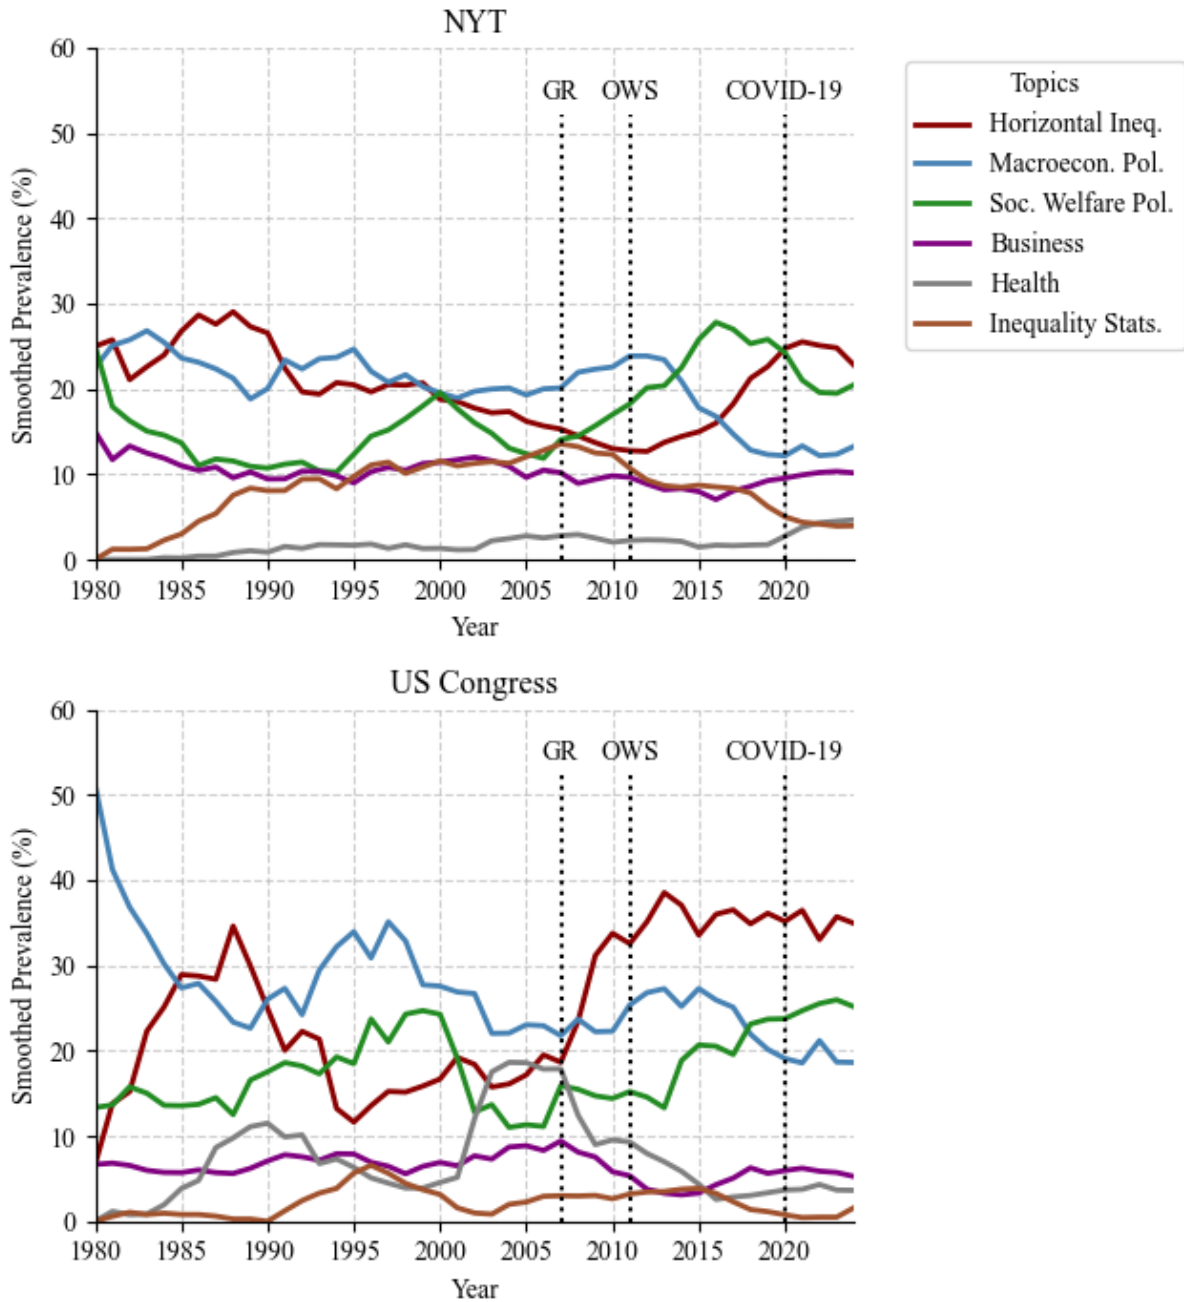 NYT
60
50
40
30
20
10
0
Smoothed Prevalence (%)
GR OWS COVID-19
1980 1985 1990 1995 2000 2005 2010 2015 2020
Year
Topics
Horizontal Ineq.
Macroecon. Pol.
Soc. Welfare Pol.
Business
Health
Inequality Stats.
US Congress
60
50
40
30
20
10
0
Smoothed Prevalence (%)
GR OWS COVID-19
1980 1985 1990 1995 2000 2005 2010 2015 2020
Year